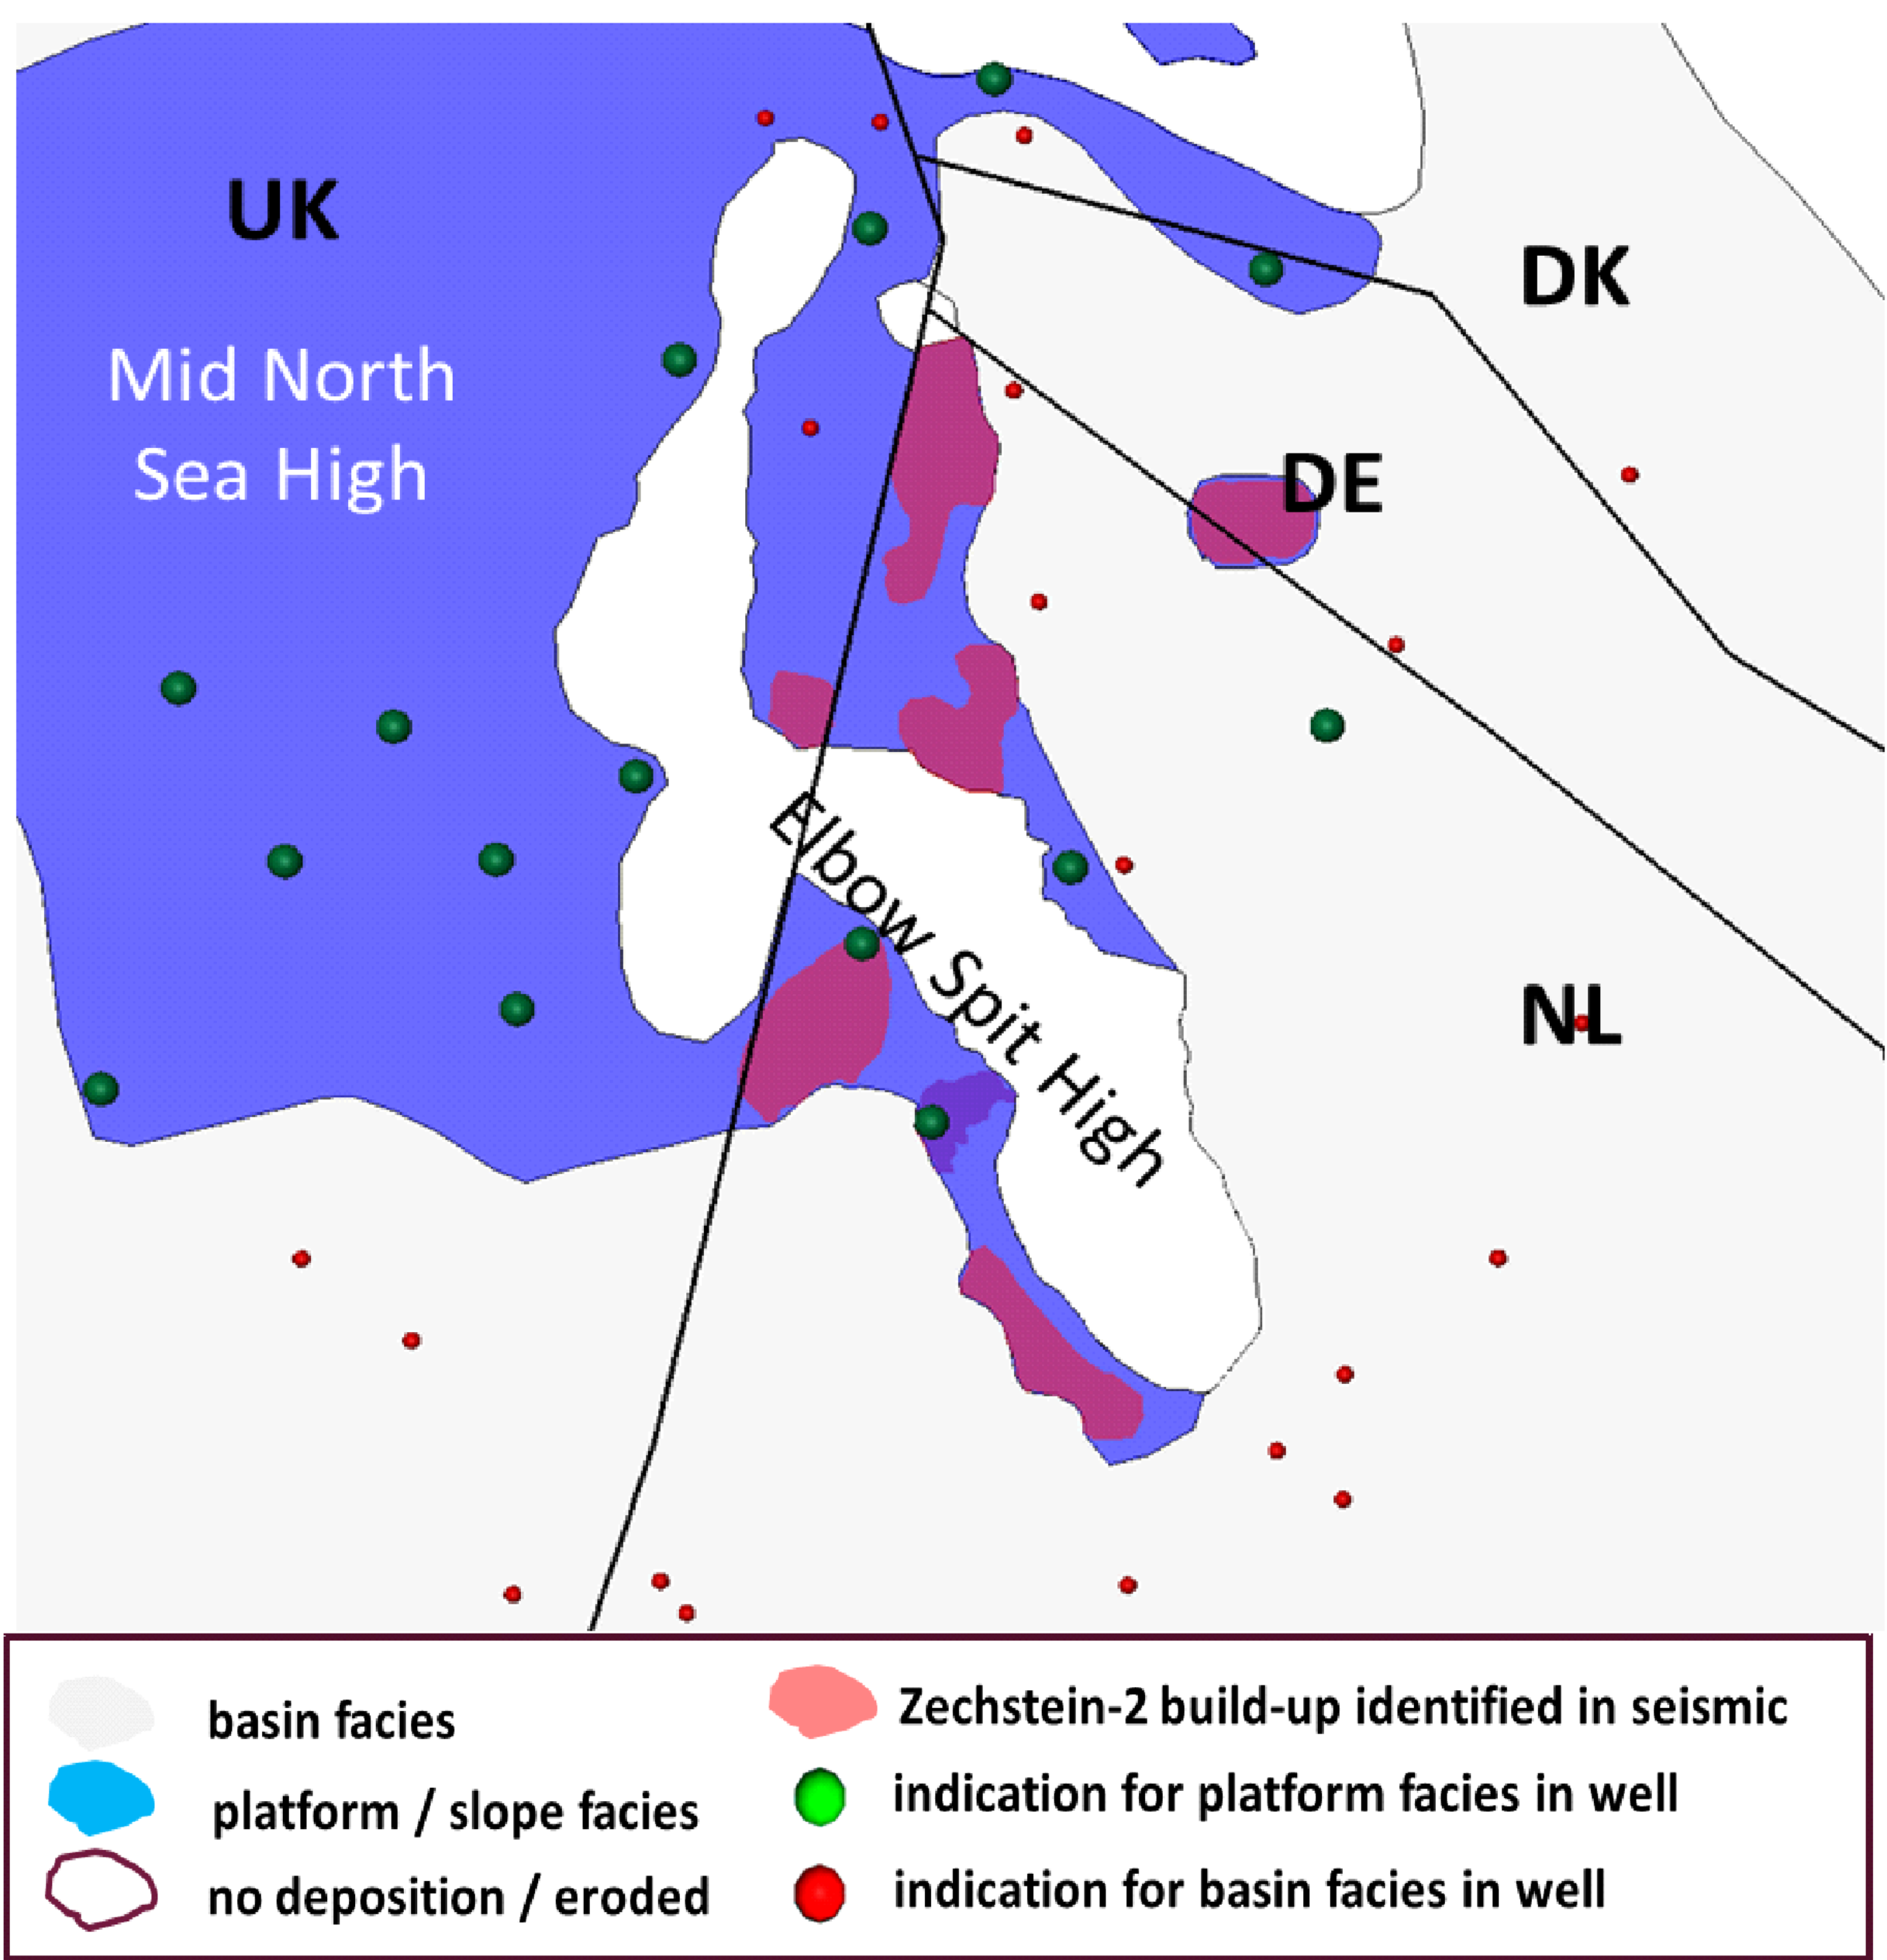 UK
DK
Mid North
Sea High
DE
Elbow Spit High
NL
basin facies
platform / slope facies
no deposition / eroded
Zechstein-2 build-up identified in seismic
indication for platform facies in well
indication for basin facies in well